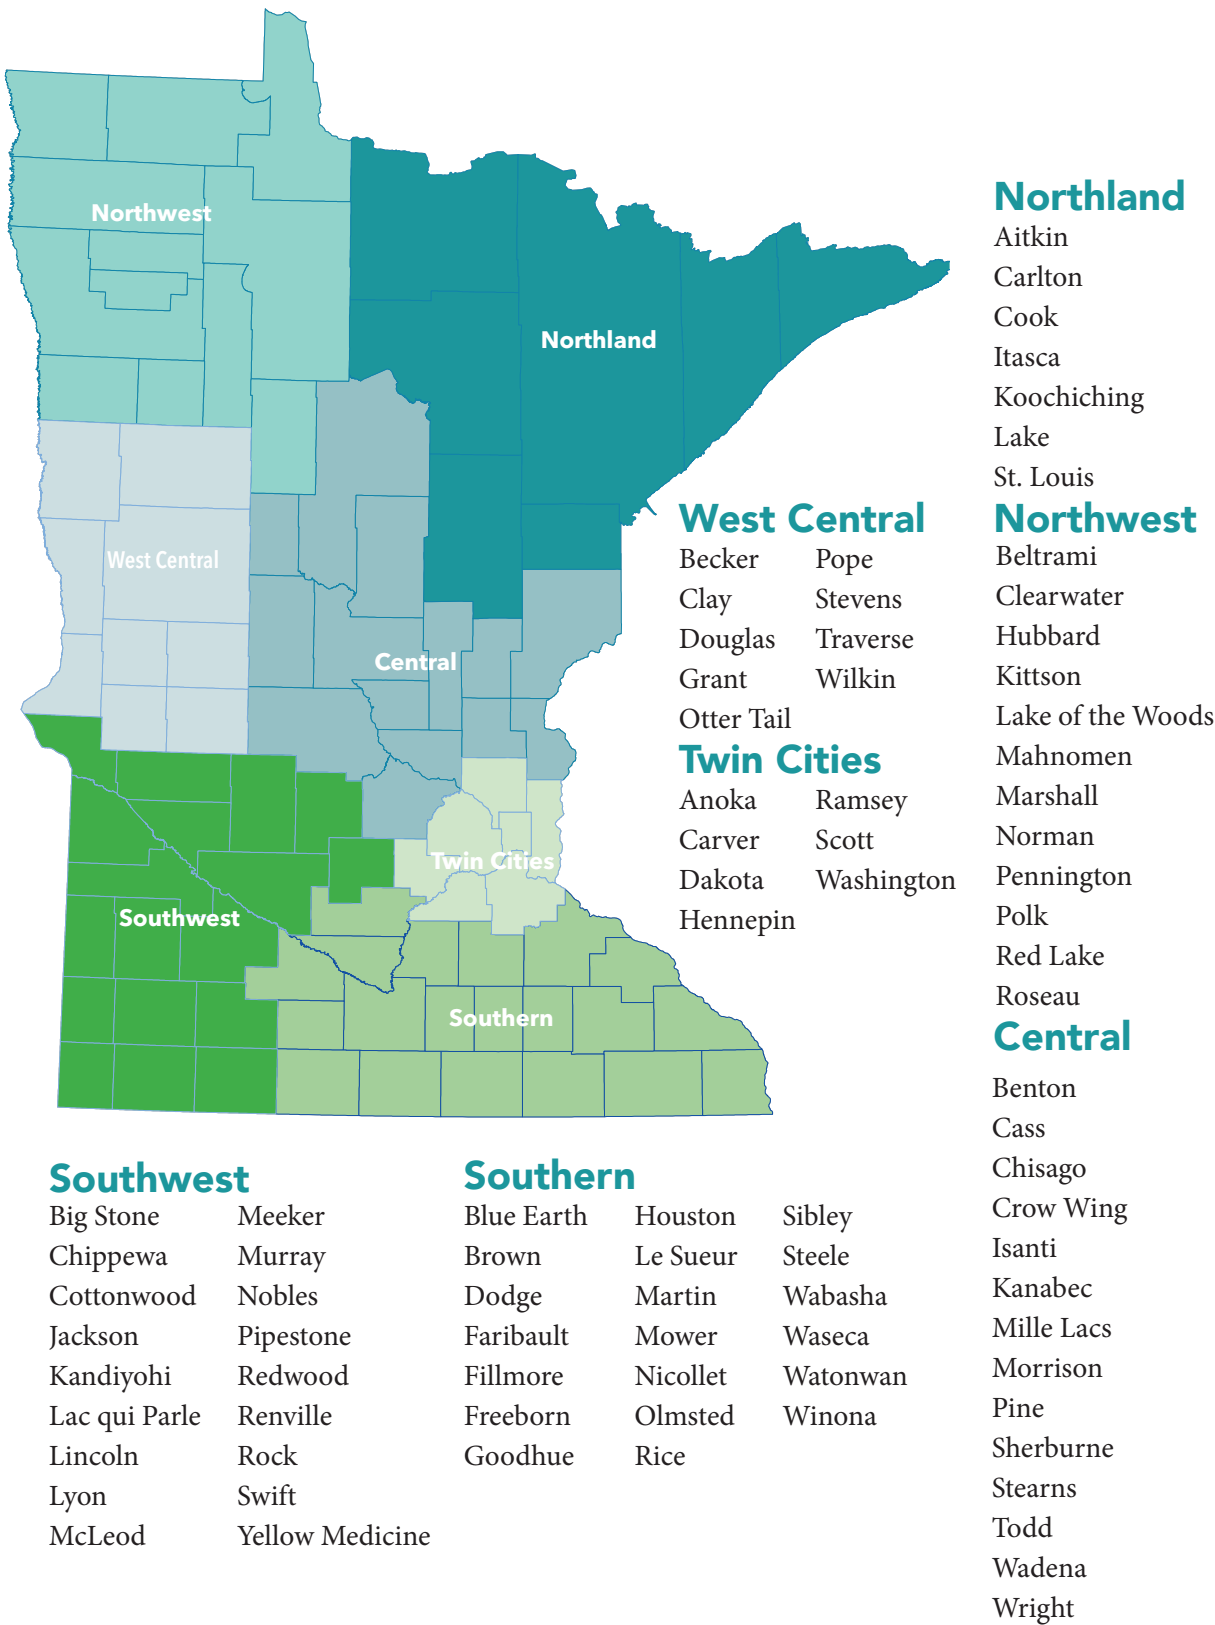 Northwest
Northland
West Central
Central
Twin Cities
Southwest
Southern
Northland
Aitkin
Carlton
Cook
Itasca
Koochiching
Lake
St. Louis
West Central
Becker
Clay
Douglas
Grant
Otter Tail
Pope
Stevens
Traverse
Wilkin
Twin Cities
Anoka
Carver
Dakota
Hennepin
Ramsey
Scott
Washington
Northwest
Beltrami
Clearwater
Hubbard
Kittson
Lake of the Woods
Mahnomen
Marshall
Norman
Pennington
Polk
Red Lake
Roseau
Central
Benton
Cass
Chisago
Crow Wing
Isanti
Kanabec
Mille Lacs
Morrison
Pine
Sherburne
Stearns
Todd
Wadena
Wright
Southwest
Big Stone
Chippewa
Cottonwood
Jackson
Kandiyohi
Lac qui Parle
Lincoln
Lyon
McLeod
Meeker
Murray
Nobles
Pipestone
Redwood
Renville
Rock
Swift
Yellow Medicine
Southern
Blue Earth
Brown
Dodge
Faribault
Fillmore
Freeborn
Goodhue
Houston
Le Sueur
Martin
Mower
Nicollet
Olmsted
Rice
Sibley
Steele
Wabasha
Waseca
Watonwan
Winona